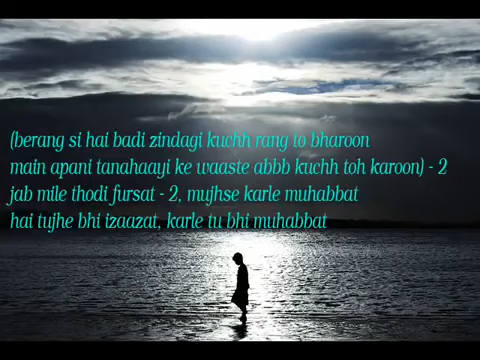 (berang si hai badi zindagi kuchh rang to bharoon
main apani tanahaayi ke waaste abbb kuchh toh karoon) - 2
jab mile thodi fursat - 2, mujhse karle muhabbat
hai tujhe bhi izaazat, karle tu bhi muhabbat